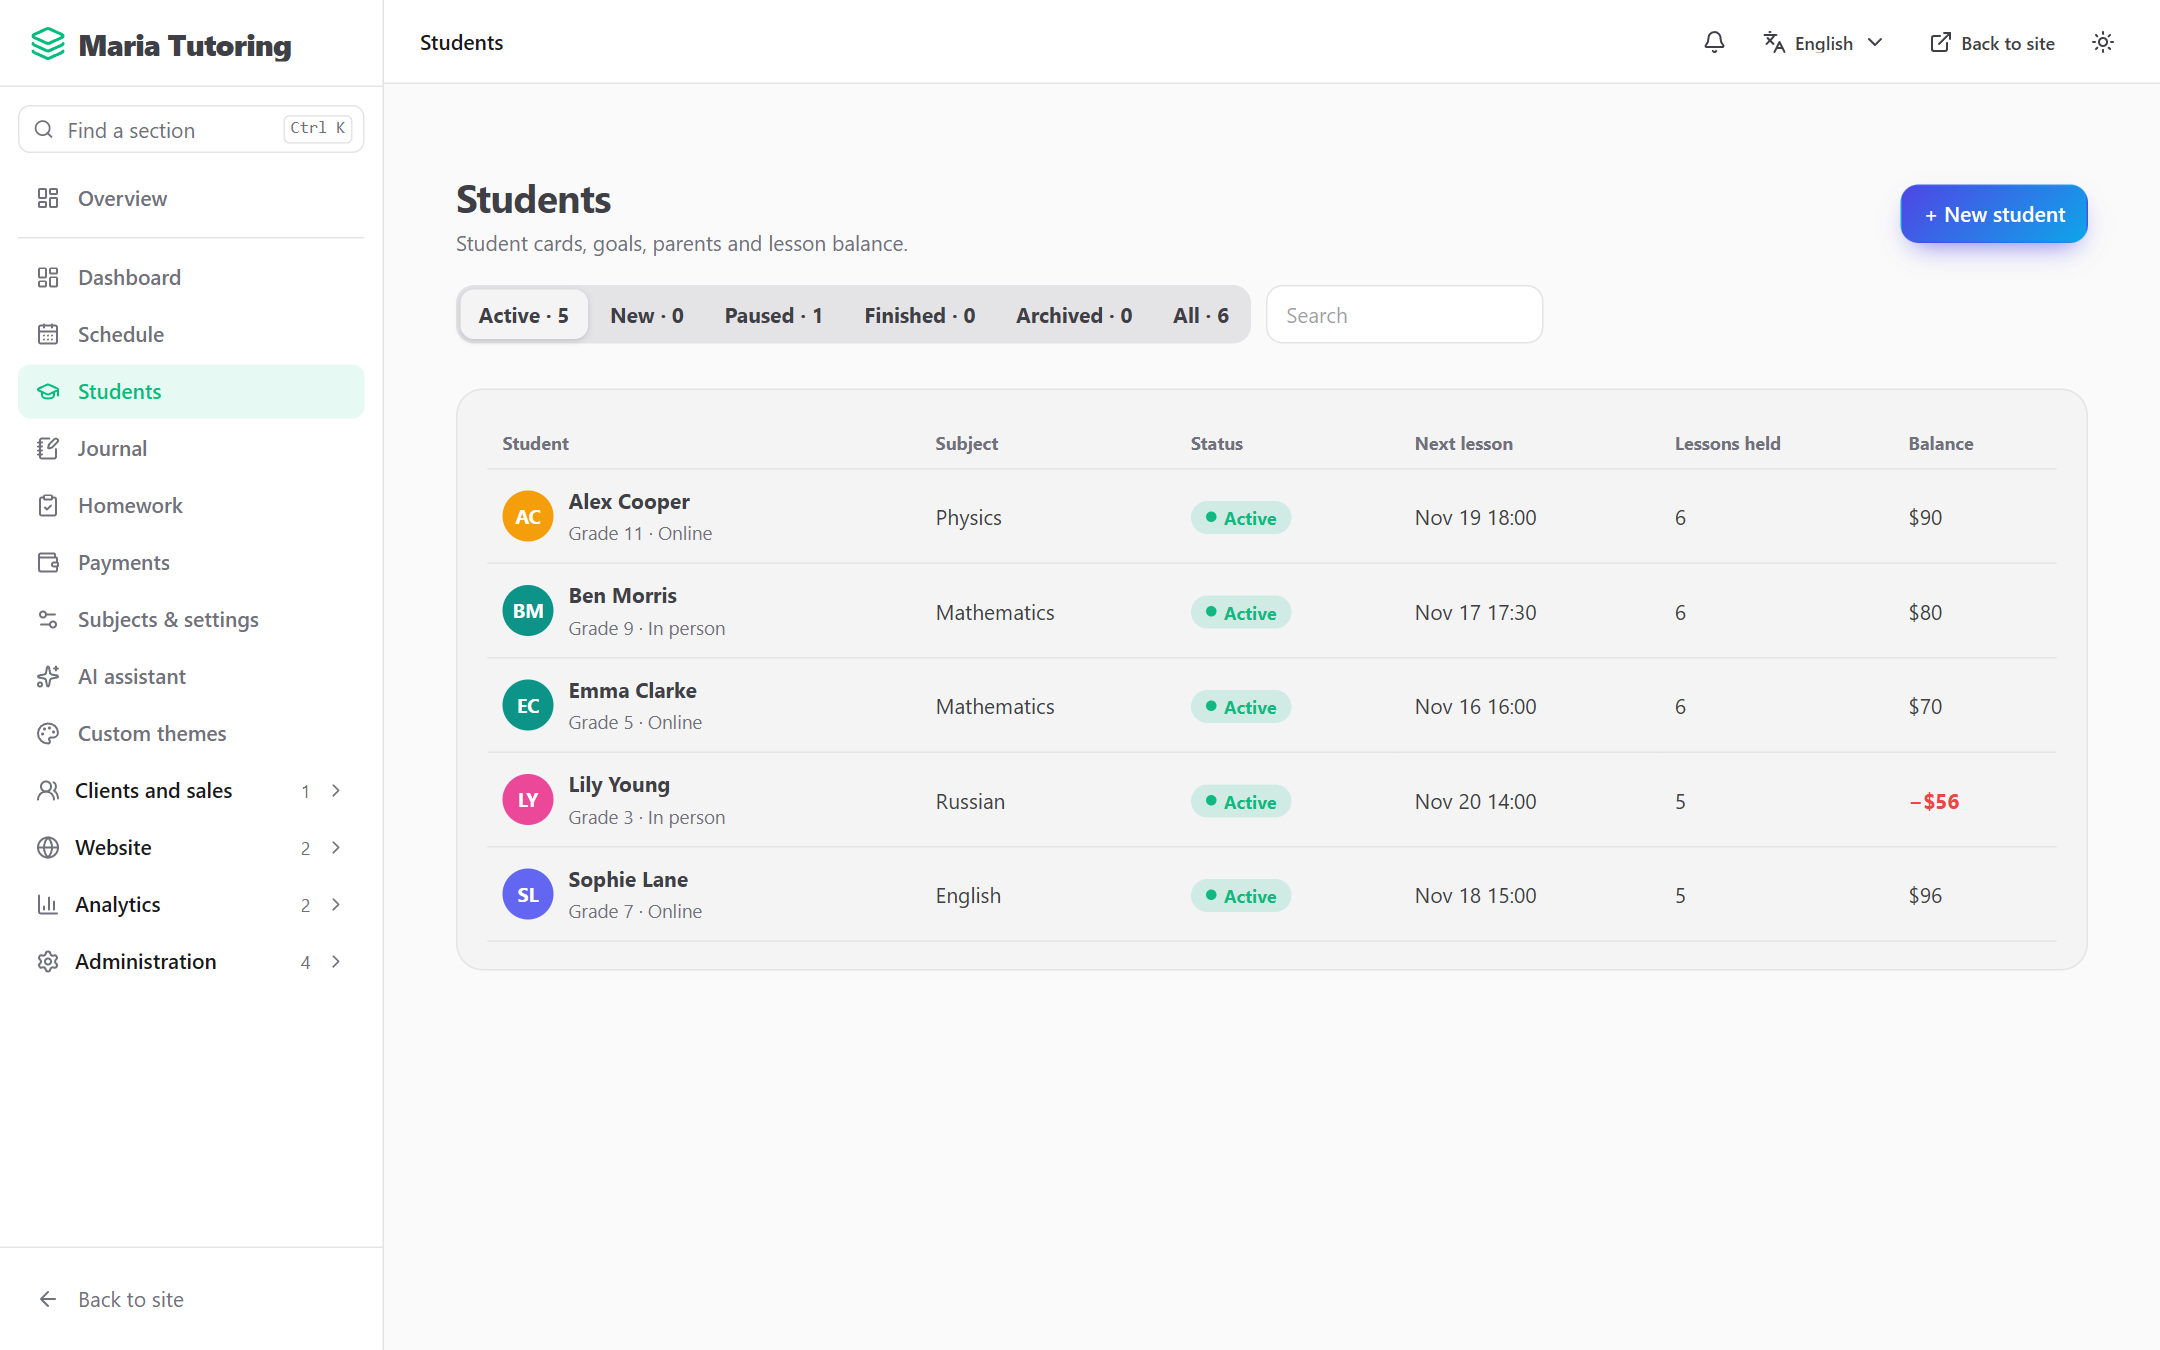 Maria Tutoring
Find a section
Ctrl K
Overview
Dashboard
Schedule
Students
Journal
Homework
Payments
Subjects & settings
AI assistant
Custom themes
Clients and sales 1
Website 2
Analytics 2
Administration 4
Back to site
Students
English
Back to site
Students
Student cards, goals, parents and lesson balance.
+ New student
Active · 5 New · 0 Paused · 1 Finished · 0 Archived · 0 All · 6
Search
Student Subject Status Next lesson Lessons held Balance
AC Alex Cooper
Grade 11 · Online
Physics Active Nov 19 18:00 6 $90
BM Ben Morris
Grade 9 · In person
Mathematics Active Nov 17 17:30 6 $80
EC Emma Clarke
Grade 5 · Online
Mathematics Active Nov 16 16:00 6 $70
LY Lily Young
Grade 3 · In person
Russian Active Nov 20 14:00 5 −$56
SL Sophie Lane
Grade 7 · Online
English Active Nov 18 15:00 5 $96